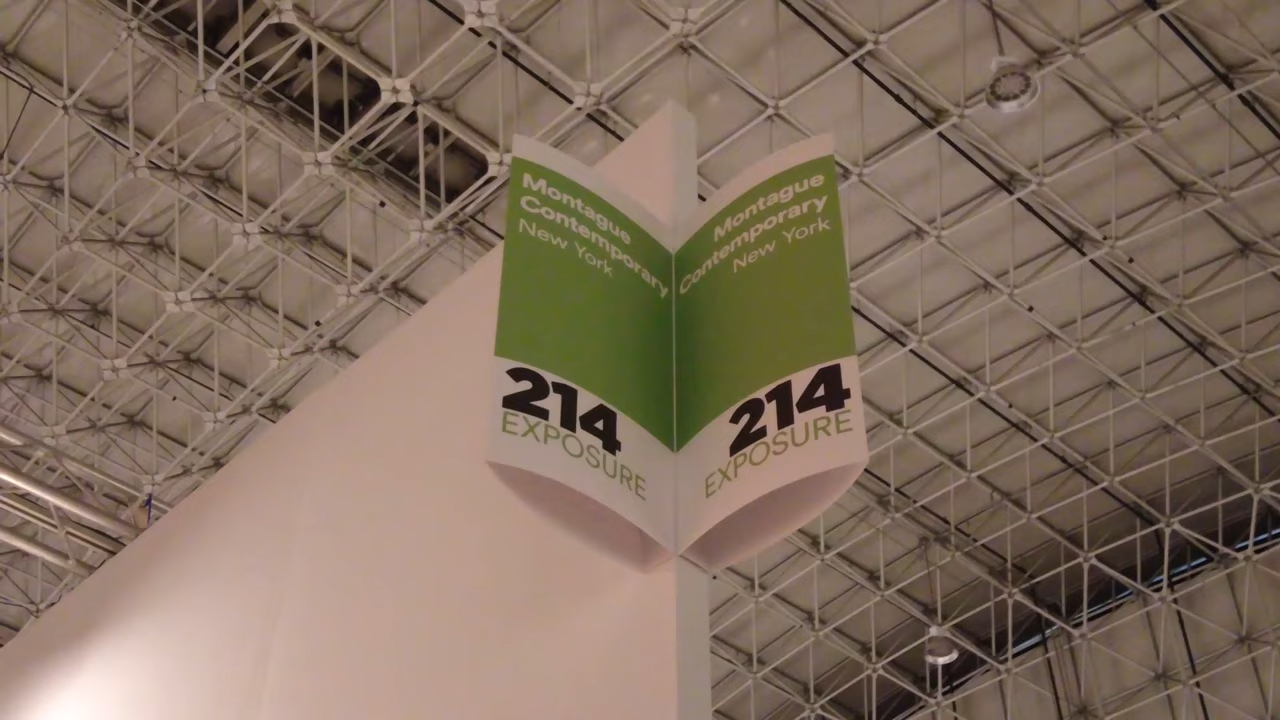 Montague
Contemporary
New York
214
EXPOSURE
Montague
Contemporary
New York
214
EXPOSURE